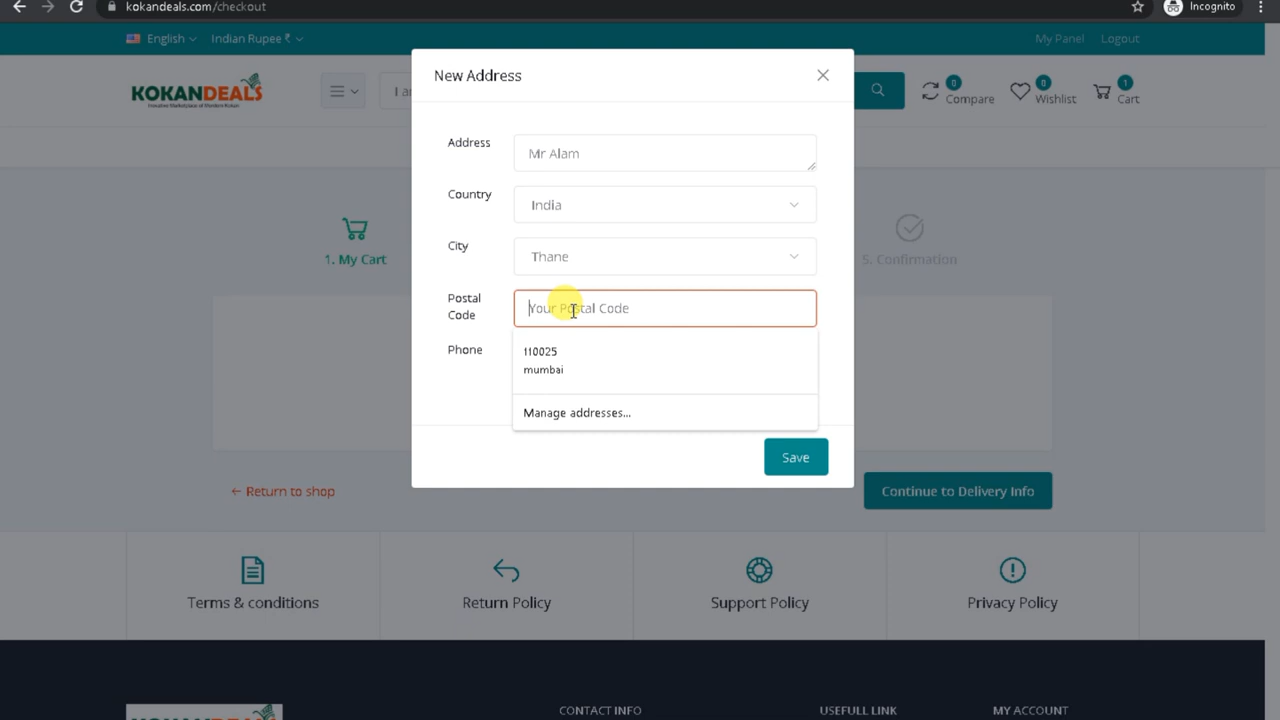 kokandeals.com/checkout
Incognito
English
Indian Rupee ₹
My Panel
Logout
KOKANDEALS
I a
0
Compare
0
Wishlist
1
Cart
New Address
Address
Mr Alam
Country
India
City
Thane
Postal
Code
Your Postal Code
Phone
110025
mumbai
Manage addresses...
Save
1. My Cart
5. Confirmation
← Return to shop
Continue to Delivery Info
Terms & conditions
Return Policy
Support Policy
Privacy Policy
KOKANDEALS
CONTACT INFO
USEFULL LINK
MY ACCOUNT